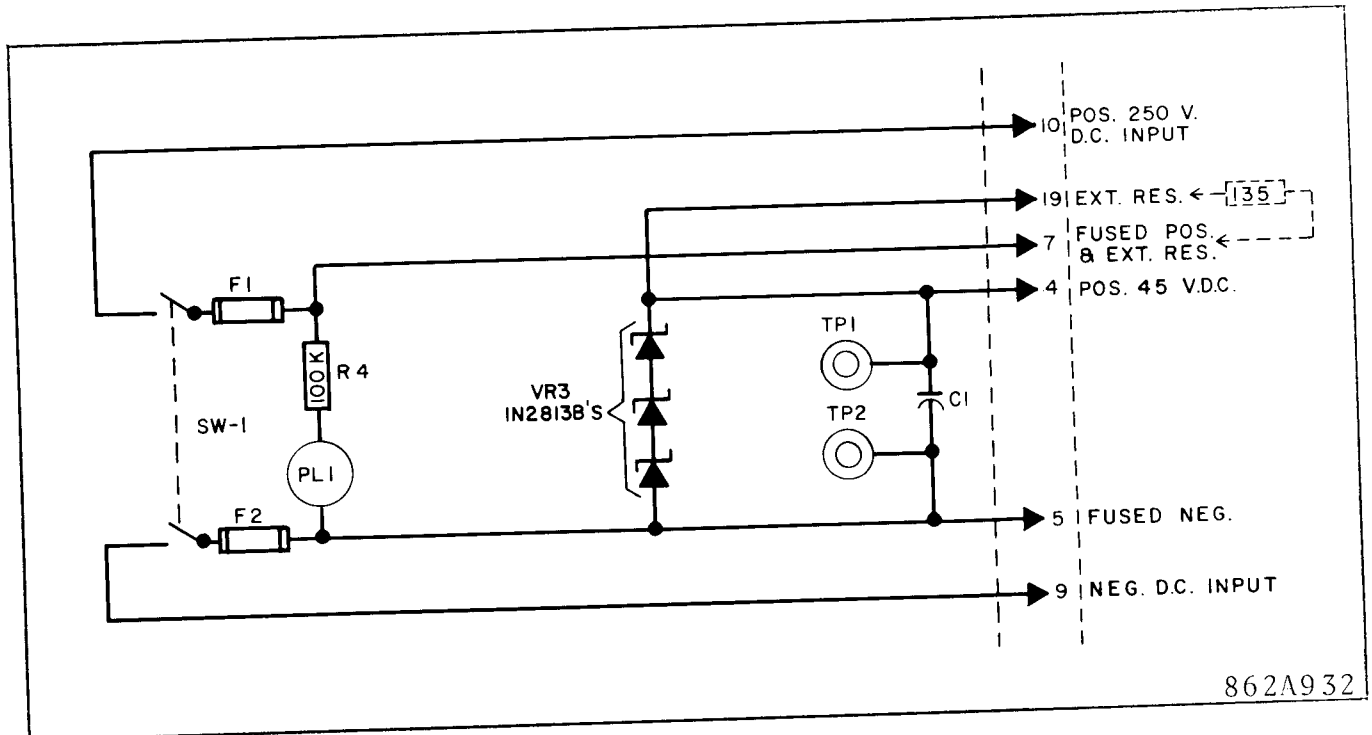 10 POS. 250 V.
D.C. INPUT
19 EXT. RES. 135
7 FUSED POS.
& EXT. RES.
4 POS. 45 V.D.C.
F1
100 K R4
SW-1
PL1
F2
VR3
1N2813B'S
TP1
C1
TP2
5 FUSED NEG.
9 NEG. D.C. INPUT
862A932